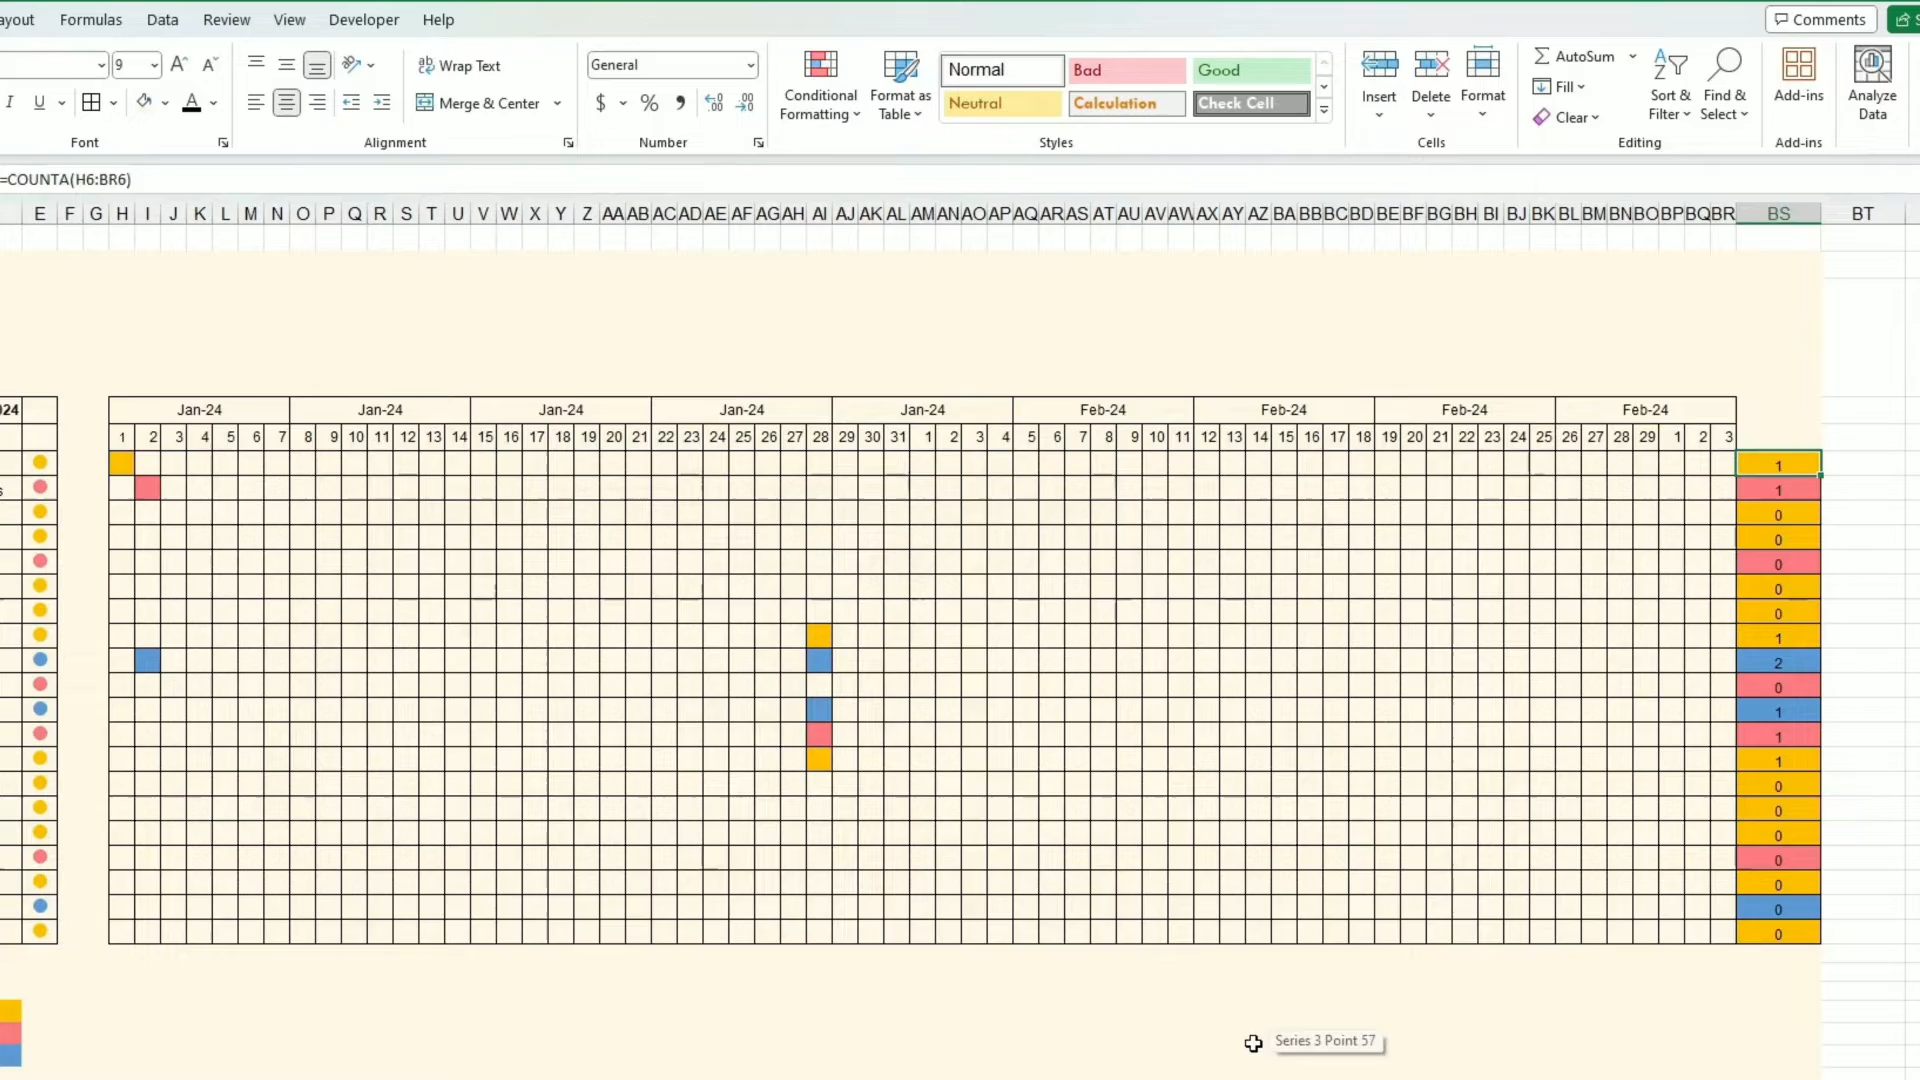 ayout Formulas Data Review View Developer Help Comments S
9 A A ab Wrap Text General Conditional Formatting Format as Table Normal Bad Good Insert Delete Format AutoSum Sort & Filter Find & Select Add-ins Analyze Data
I U A Merge & Center $ % , Neutral Calculation Check Cell Fill
Clear
Font Alignment Number Styles Cells Editing Add-ins
=COUNTA(H6:BR6)
E F G H I J K L M N O P Q R S T U V W X Y Z AA AB AC AD AE AF AG AH AI AJ AK AL AM AN AO AP AQ AR AS AT AU AV AW AX AY AZ BA BB BC BD BE BF BG BH BI BJ BK BL BM BN BO BP BQ BR BS BT
024 Jan-24 Jan-24 Jan-24 Jan-24 Jan-24 Feb-24 Feb-24 Feb-24 Feb-24
1 2 3 4 5 6 7 8 9 10 11 12 13 14 15 16 17 18 19 20 21 22 23 24 25 26 27 28 29 30 31 1 2 3 4 5 6 7 8 9 10 11 12 13 14 15 16 17 18 19 20 21 22 23 24 25 26 27 28 29 1 2 3
1
s 1
0
0
0
0
0
1
2
0
1
1
1
0
0
0
0
0
0
0
Series 3 Point 57